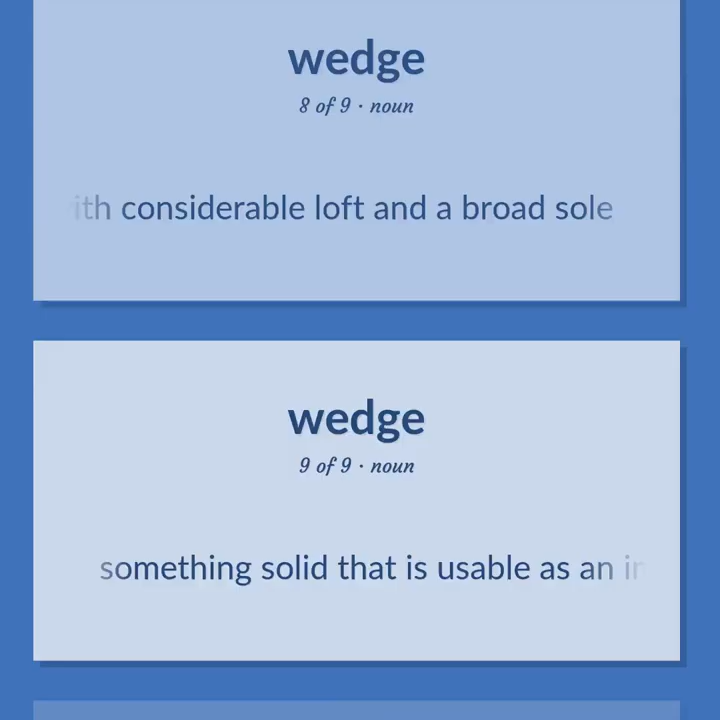 wedge
8 of 9 · noun
considerable loft and a broad sole
wedge
9 of 9 · noun
something solid that is usable as an